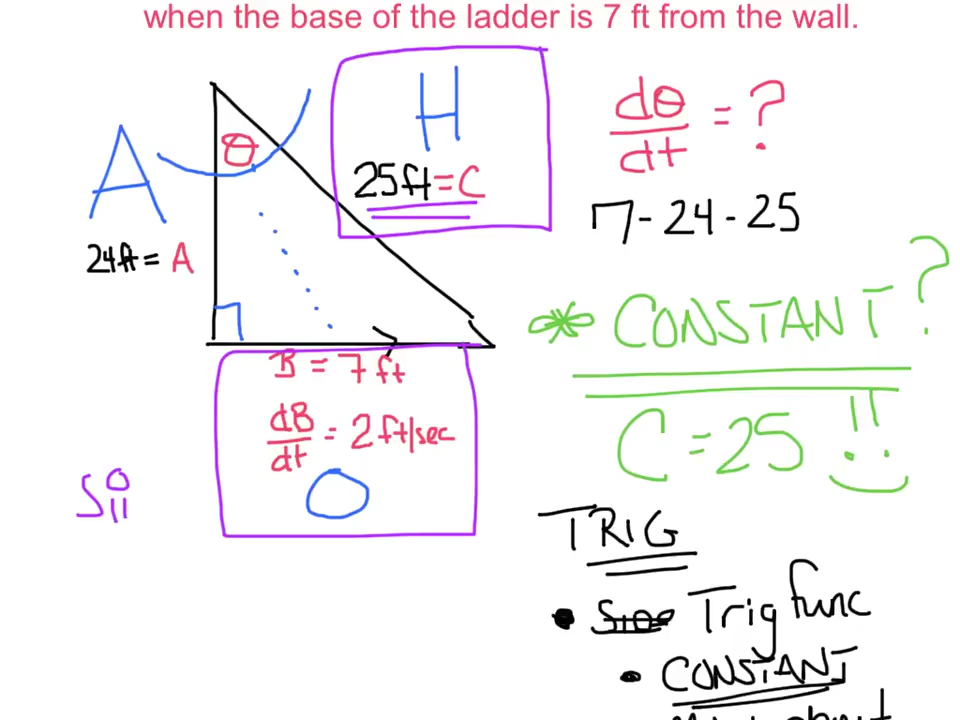 when the base of the ladder is 7 ft from the wall.
H
25ft=C
A
24ft = A
θ
dθ/dt = ?
7-24-25
* CONSTANT?
C=25 !!
B = 7 ft
dB/dt = 2 ft/sec
O
TRIG
• Trig func
• CONSTANT